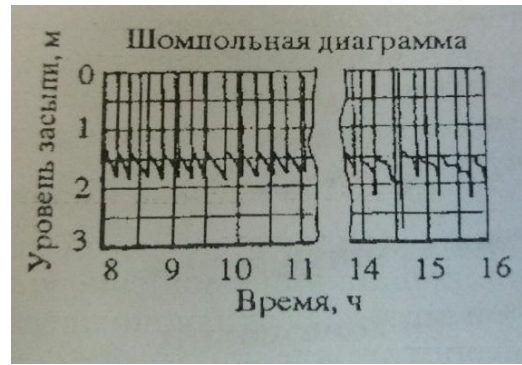 Шомпольная диаграмма
Уровень засыпи, м
0
1
2
3
8 9 10 11 14 15 16
Время, ч